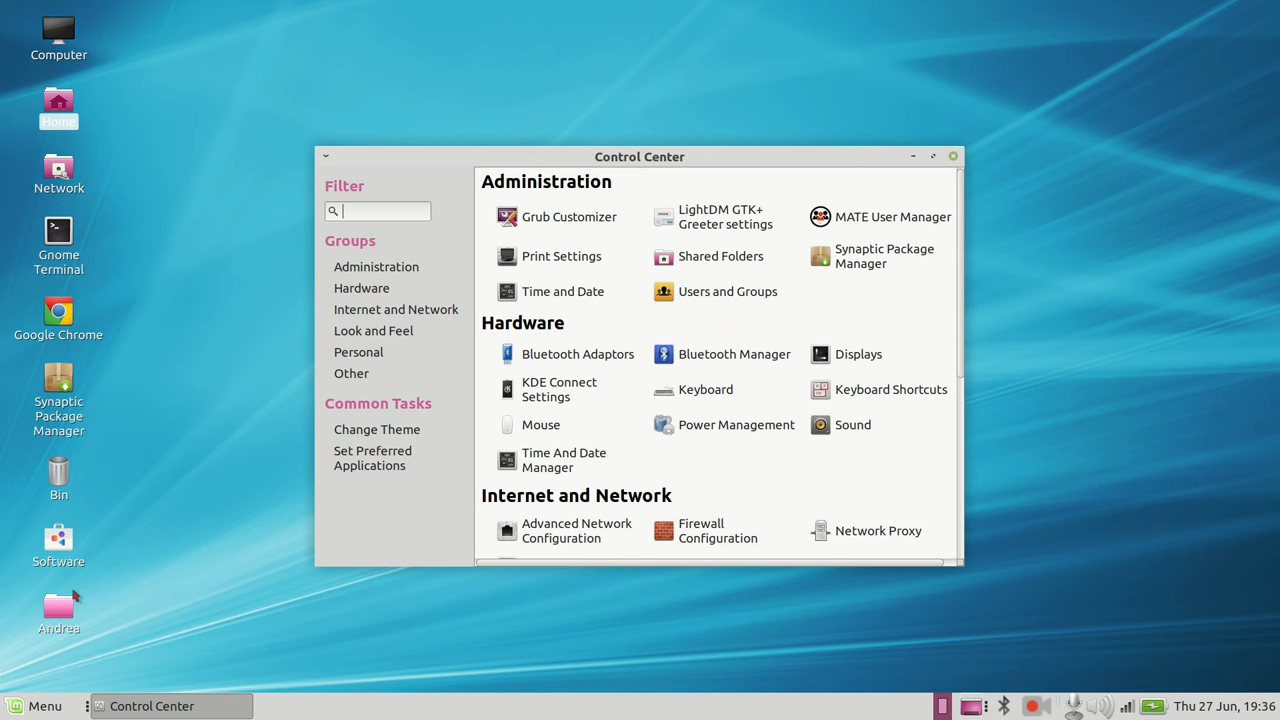 Computer
Home
Network
Gnome
Terminal
Google Chrome
Synaptic
Package
Manager
Bin
Software
Andrea
Control Center
Filter
Groups
Administration
Hardware
Internet and Network
Look and Feel
Personal
Other
Common Tasks
Change Theme
Set Preferred
Applications
Administration
Grub Customizer
LightDM GTK+
Greeter settings
MATE User Manager
Print Settings
Shared Folders
Synaptic Package
Manager
Time and Date
Users and Groups
Hardware
Bluetooth Adaptors
Bluetooth Manager
Displays
KDE Connect
Settings
Keyboard
Keyboard Shortcuts
Mouse
Power Management
Sound
Time And Date
Manager
Internet and Network
Advanced Network
Configuration
Firewall
Configuration
Network Proxy
Menu
Control Center
Thu 27 Jun, 19:36